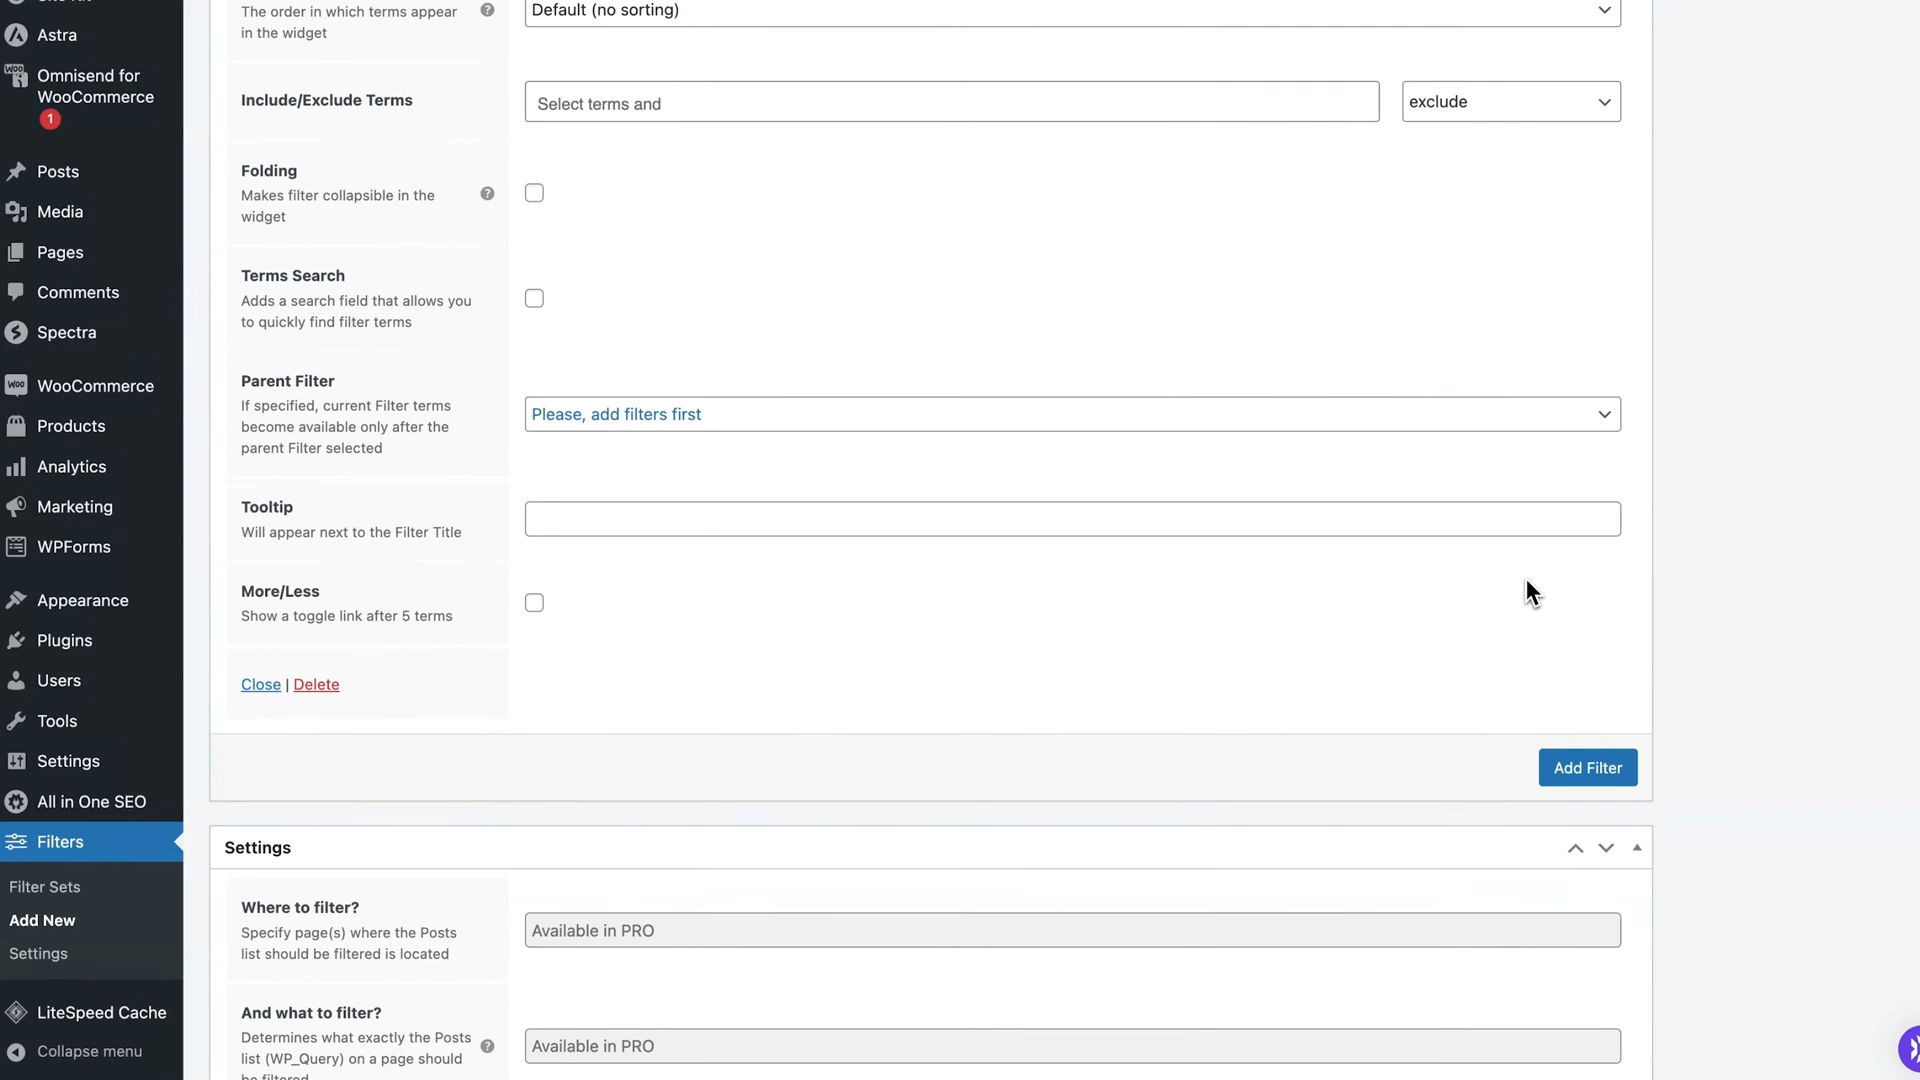 Astra
WOO
Omnisend for
WooCommerce
1
Posts
Media
Pages
Comments
Spectra
WOO
WooCommerce
Products
Analytics
Marketing
WPForms
Appearance
Plugins
Users
Tools
Settings
All in One SEO
Filters
Filter Sets
Add New
Settings
LiteSpeed Cache
Collapse menu
The order in which terms appear
in the widget
?
Default (no sorting)
Include/Exclude Terms
Select terms and
exclude
Folding
Makes filter collapsible in the
widget
?
Terms Search
Adds a search field that allows you
to quickly find filter terms
Parent Filter
If specified, current Filter terms
become available only after the
parent Filter selected
Please, add filters first
Tooltip
Will appear next to the Filter Title
More/Less
Show a toggle link after 5 terms
Close | Delete
Add Filter
Settings
Where to filter?
Specify page(s) where the Posts
list should be filtered is located
Available in PRO
And what to filter?
Determines what exactly the Posts
list (WP_Query) on a page should
be filtered
?
Available in PRO